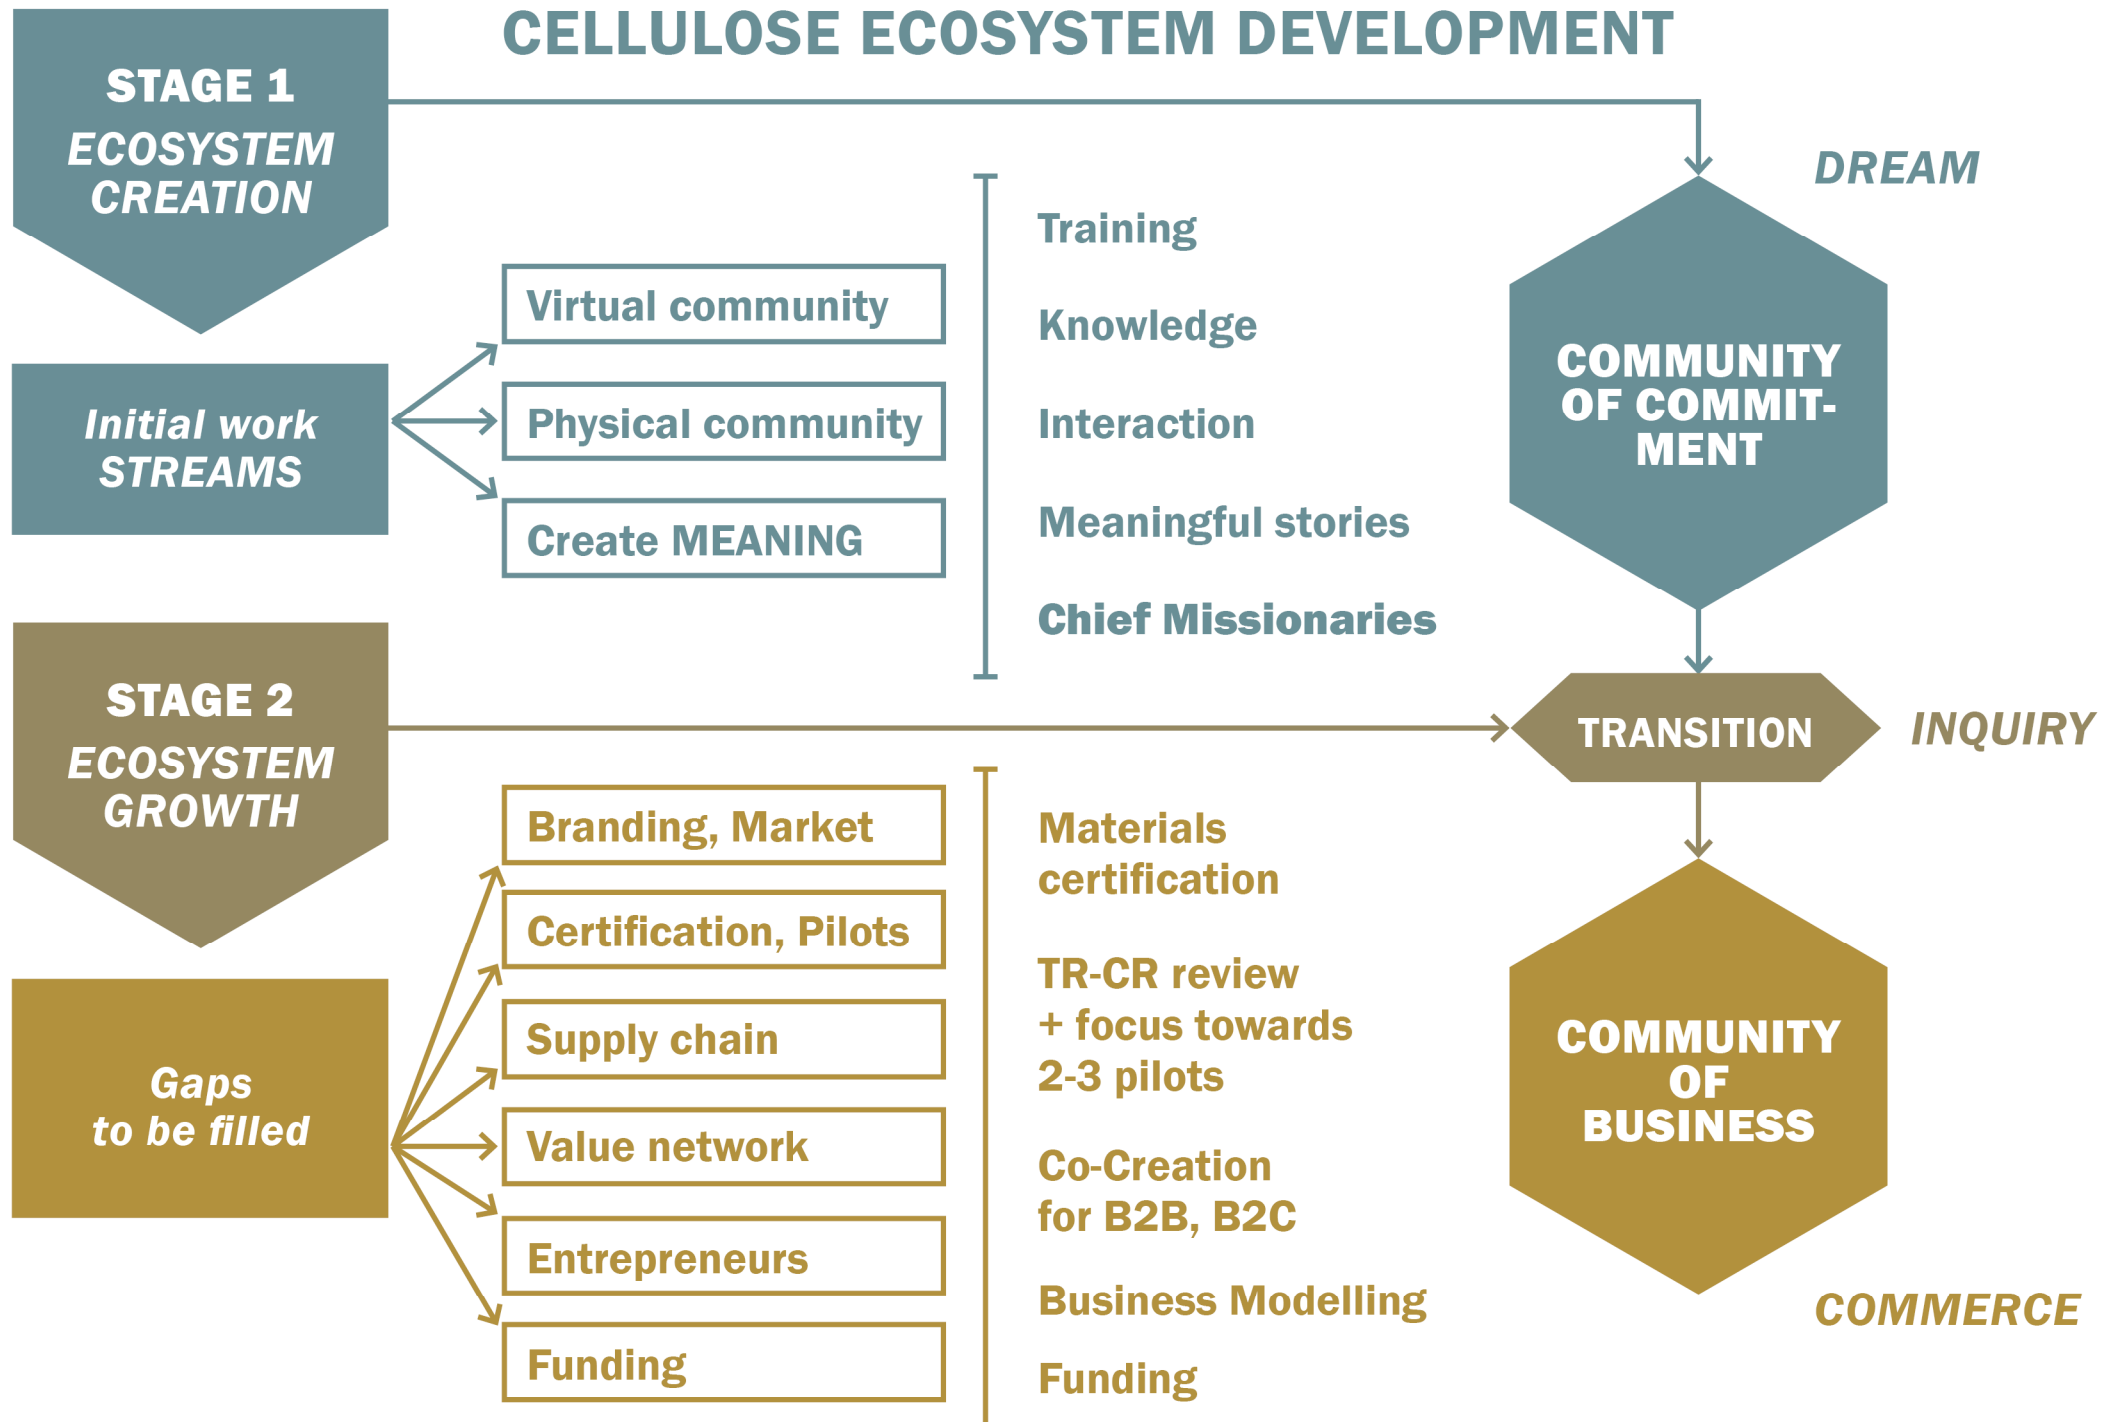 CELLULOSE ECOSYSTEM DEVELOPMENT
STAGE 1
ECOSYSTEM
CREATION
Initial work
STREAMS
Virtual community
Physical community
Create MEANING
Training
Knowledge
Interaction
Meaningful stories
Chief Missionaries
DREAM
COMMUNITY
OF COMMIT-
MENT
STAGE 2
ECOSYSTEM
GROWTH
TRANSITION
INQUIRY
Gaps
to be filled
Branding, Market
Certification, Pilots
Supply chain
Value network
Entrepreneurs
Funding
Materials
certification
TR-CR review
+ focus towards
2-3 pilots
Co-Creation
for B2B, B2C
Business Modelling
Funding
COMMUNITY
OF
BUSINESS
COMMERCE